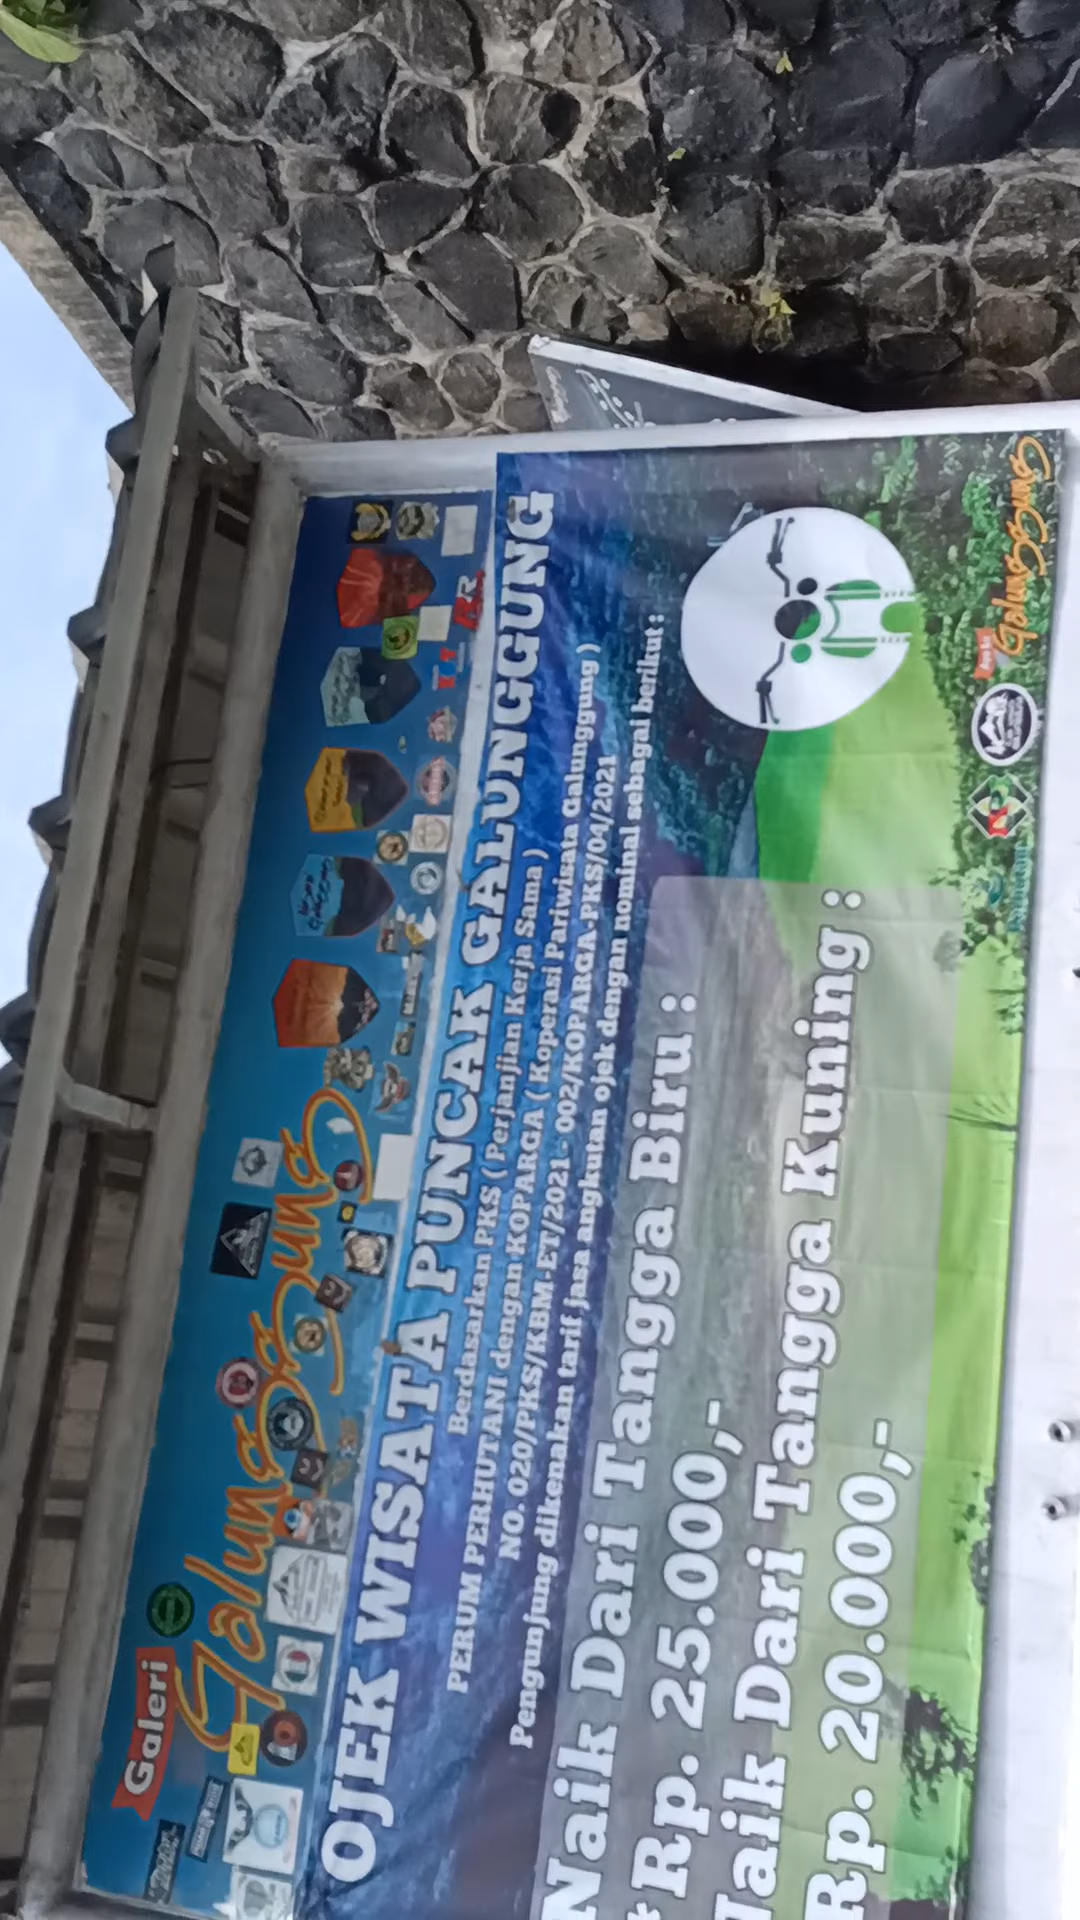 Galeri
Galunggung
OJEK WISATA PUNCAK GALUNGGUNG
Berdasarkan PKS ( Perjanjian Kerja Sama )
PERUM PERHUTANI dengan KOPARGA ( Koperasi Pariwisata Galunggung )
NO. 020/PKS/KBM-ET/2021 - 002/KOPARGA-PKS/04/2021
Pengunjung dikenakan tarif jasa angkutan ojek dengan nominal sebagai berikut :
Naik Dari Tangga Biru :
Rp. 25.000,-
Naik Dari Tangga Kuning :
Rp. 20.000,-
Galunggung